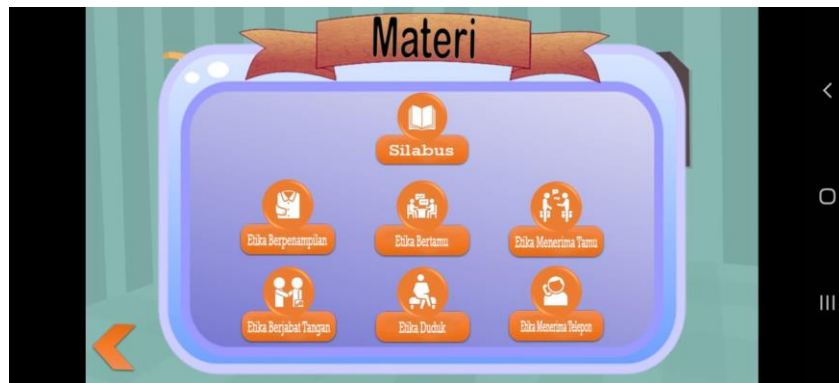 Materi
Silabus
Etika Berpenampilan
Etika Bertamu
Etika Menerima Tamu
Etika Berjabat Tangan
Etika Duduk
Etika Menerima Telepon